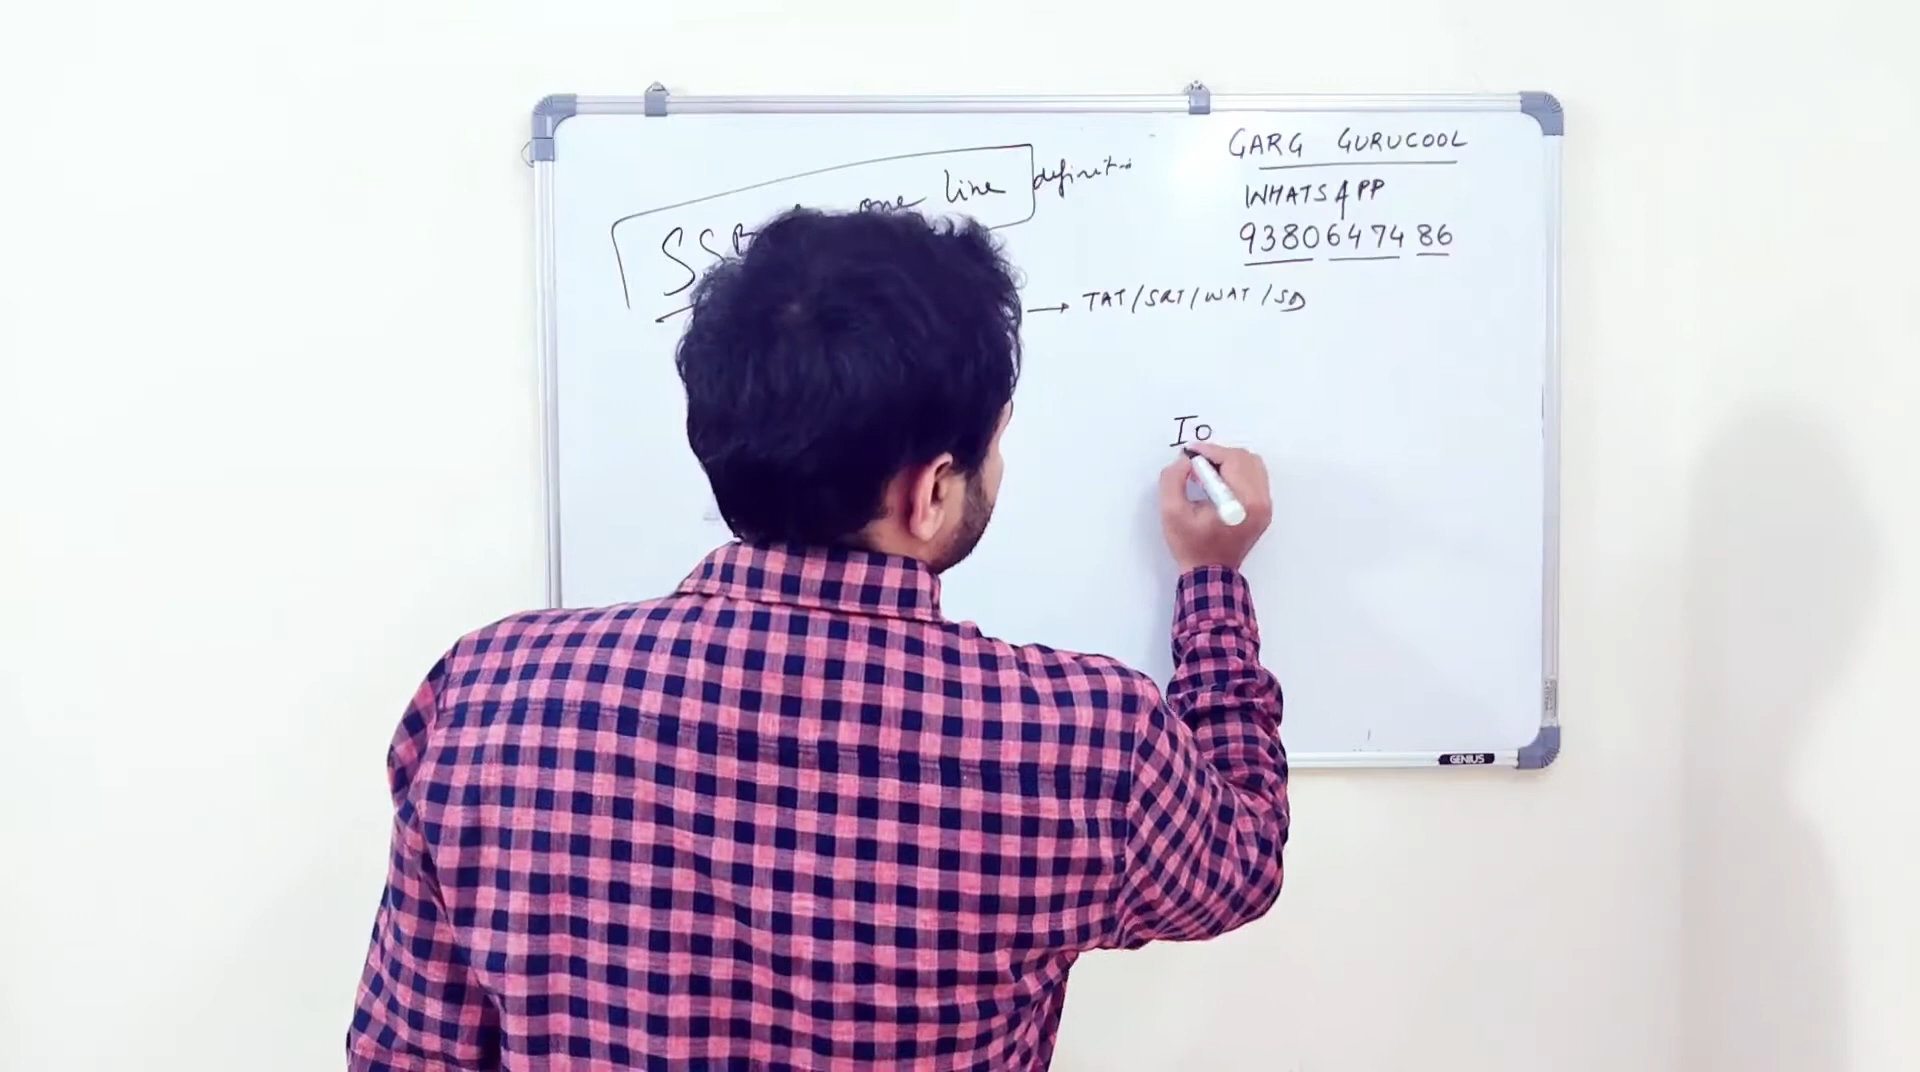 SSB one line definition
GARG GURUCOOL
WHATSAPP
9380647486
→ TAT/SRT/WAT/SD
IO
GENIUS